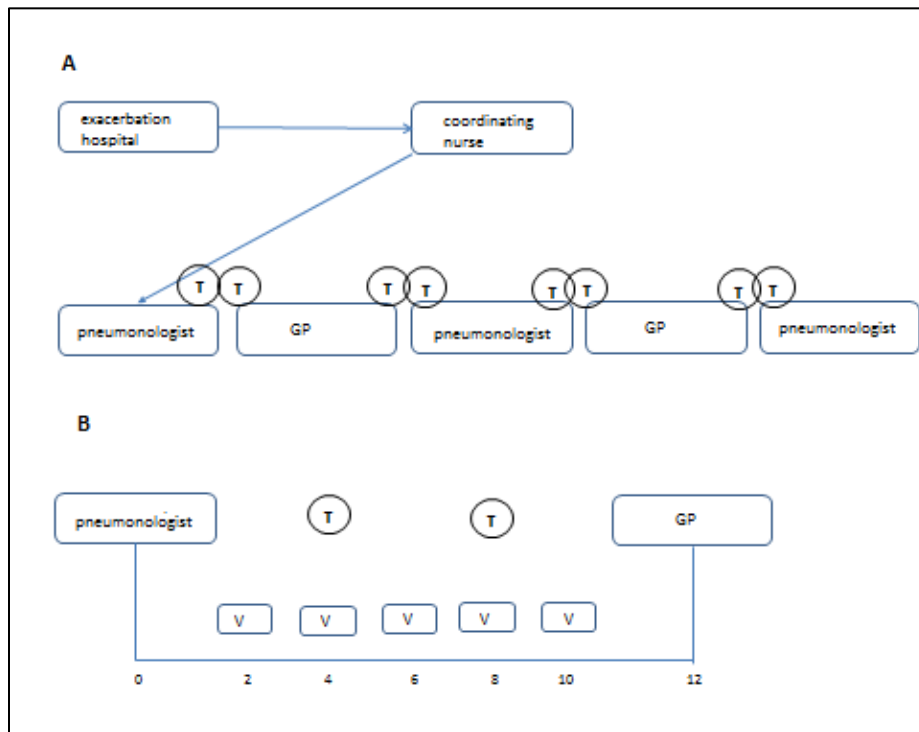 A
exacerbation
hospital
coordinating
nurse
T T T T T T T T
pneumonologist GP pneumonologist GP pneumonologist
B
pneumonologist T T GP
V V V V V
0 2 4 6 8 10 12